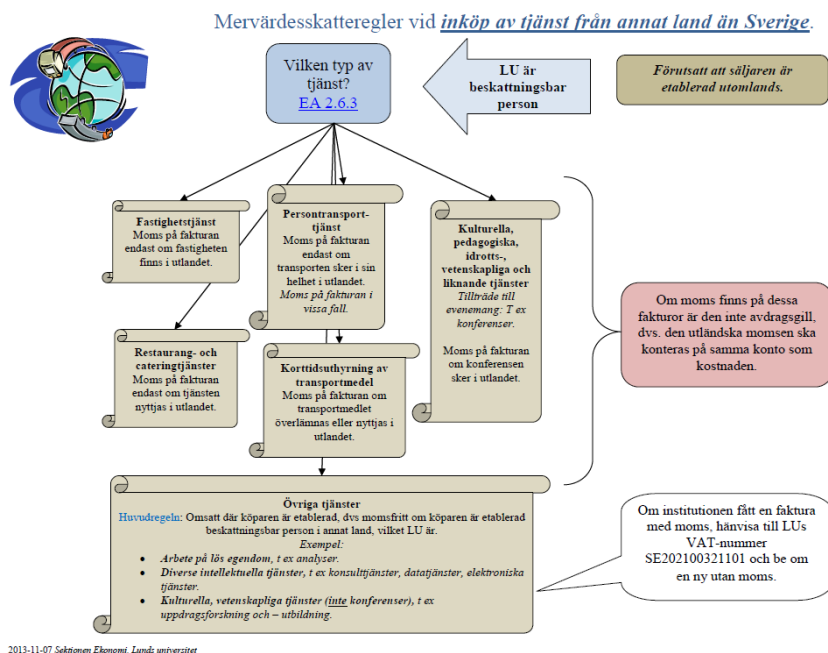 Mervärdesskatteregler vid inköp av tjänst från annat land än Sverige.
Vilken typ av
tjänst?
EA 2.6.3
LU är
beskattningsbar
person
Förutsatt att säljaren är
etablerad utomlands.
Fastighetstjänst
Moms på fakturan
endast om fastigheten
finns i utlandet.
Persontransport-
tjänst
Moms på fakturan
endast om
transporten sker i sin
helhet i utlandet.
Moms på fakturan i
vissa fall.
Kulturella,
pedagogiska,
idrotts-,
vetenskapliga och
liknande tjänster
Tillträde till
evenemang: T ex
konferenser.
Moms på fakturan
om konferensen
sker i utlandet.
Restaurang- och
cateringtjänster
Moms på fakturan
endast om tjänsten
nyttjas i utlandet.
Korttidsuthyrning av
transportmedel
Moms på fakturan om
transportmedlet
överlämnas eller nyttjas i
utlandet.
Om moms finns på dessa
fakturor är den inte avdragsgill,
dvs. den utländska momsen ska
konteras på samma konto som
kostnaden.
Övriga tjänster
Huvudregeln: Omsatt där köparen är etablerad, dvs momsfritt om köparen är etablerad
beskattningsbar person i annat land, vilket LU är.
Exempel:
• Arbete på lös egendom, t ex analyser.
• Diverse intellektuella tjänster, t ex konsulttjänster, datatjänster, elektroniska
tjänster.
• Kulturella, vetenskapliga tjänster (inte konferenser), t ex
uppdragsforskning och – utbildning.
Om institutionen fått en faktura
med moms, hänvisa till LUs
VAT-nummer
SE202100321101 och be om
en ny utan moms.
2013-11-07 Sektionen Ekonomi, Lunds universitet